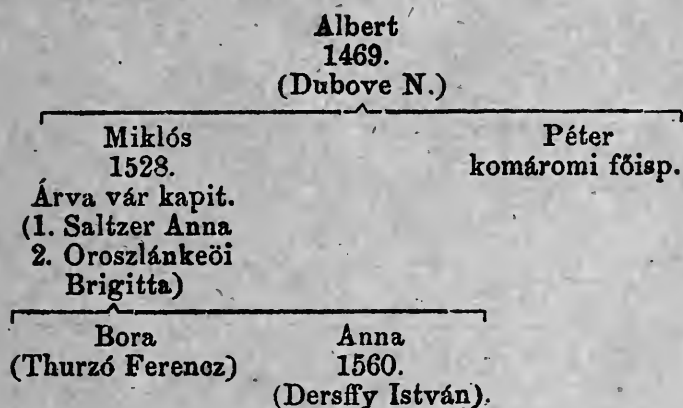 Albert
1469.
(Dubove N.)
Miklós
1528.
Árva vár kapit.
(1. Saltzer Anna
2. Oroszlánkeöi
Brigitta)
Péter
komáromi főisp.
Bora
(Thurzó Ferencz)
Anna
1560.
(Dersffy István).